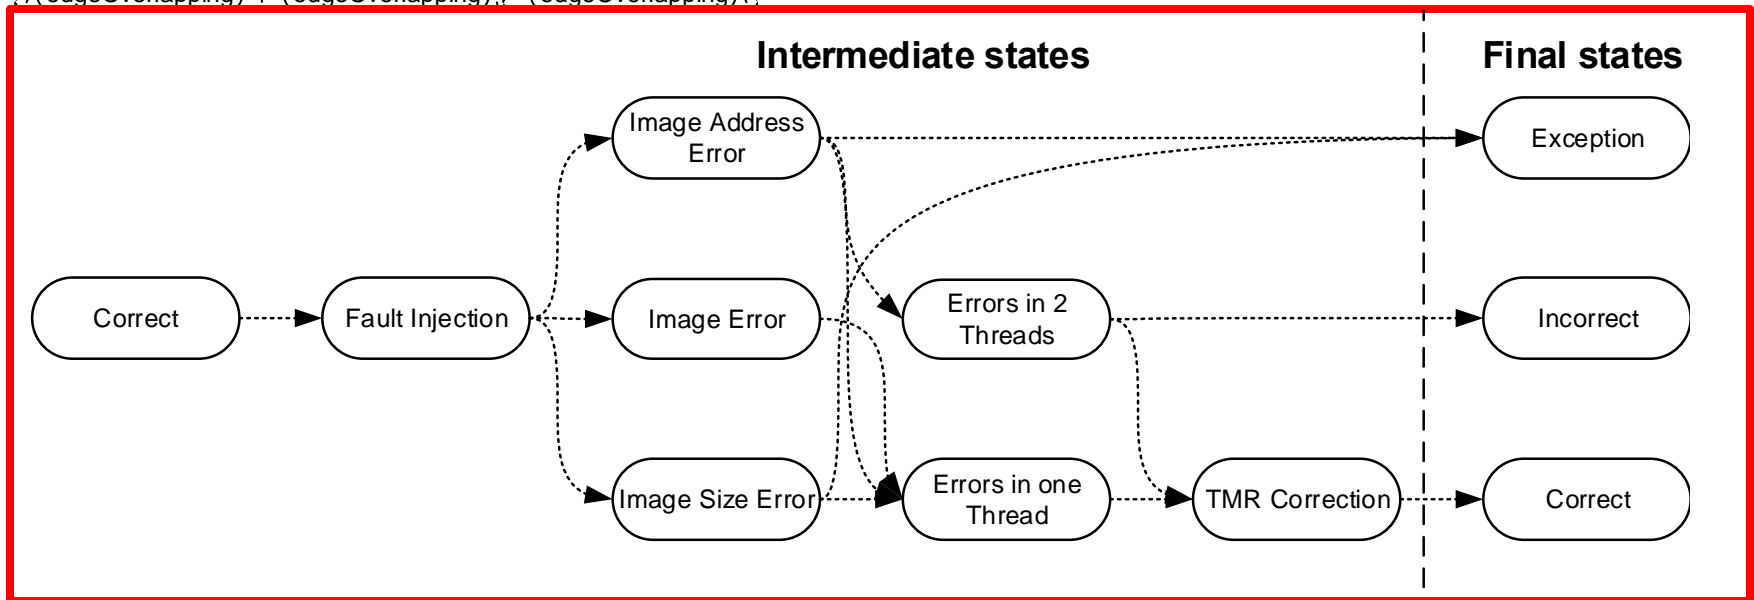 Intermediate states
Final states
Image Address
Error
Exception
Correct
Fault Injection
Image Error
Errors in 2
Threads
Incorrect
Image Size Error
Errors in one
Thread
TMR Correction
Correct